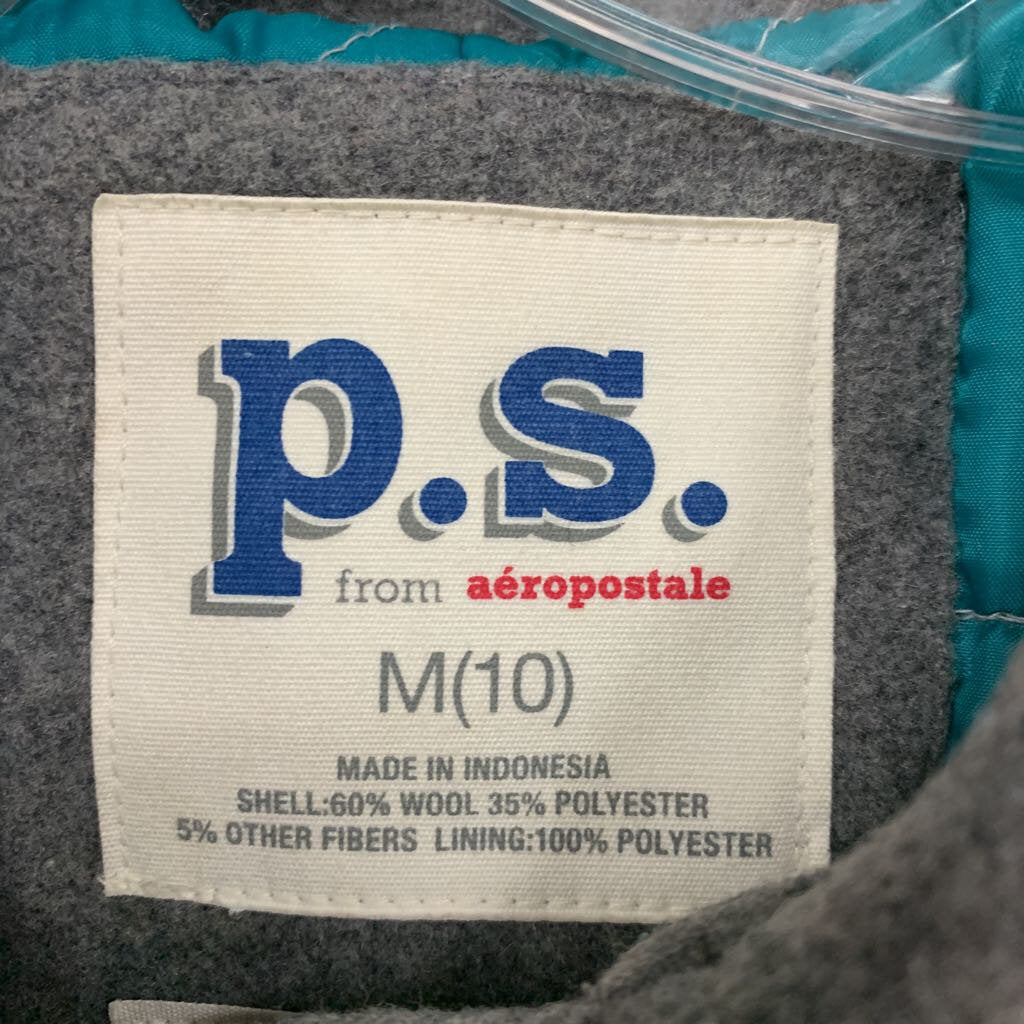 p.s.
from aéropostale
M(10)
MADE IN INDONESIA
SHELL:60% WOOL 35% POLYESTER
5% OTHER FIBERS LINING:100% POLYESTER